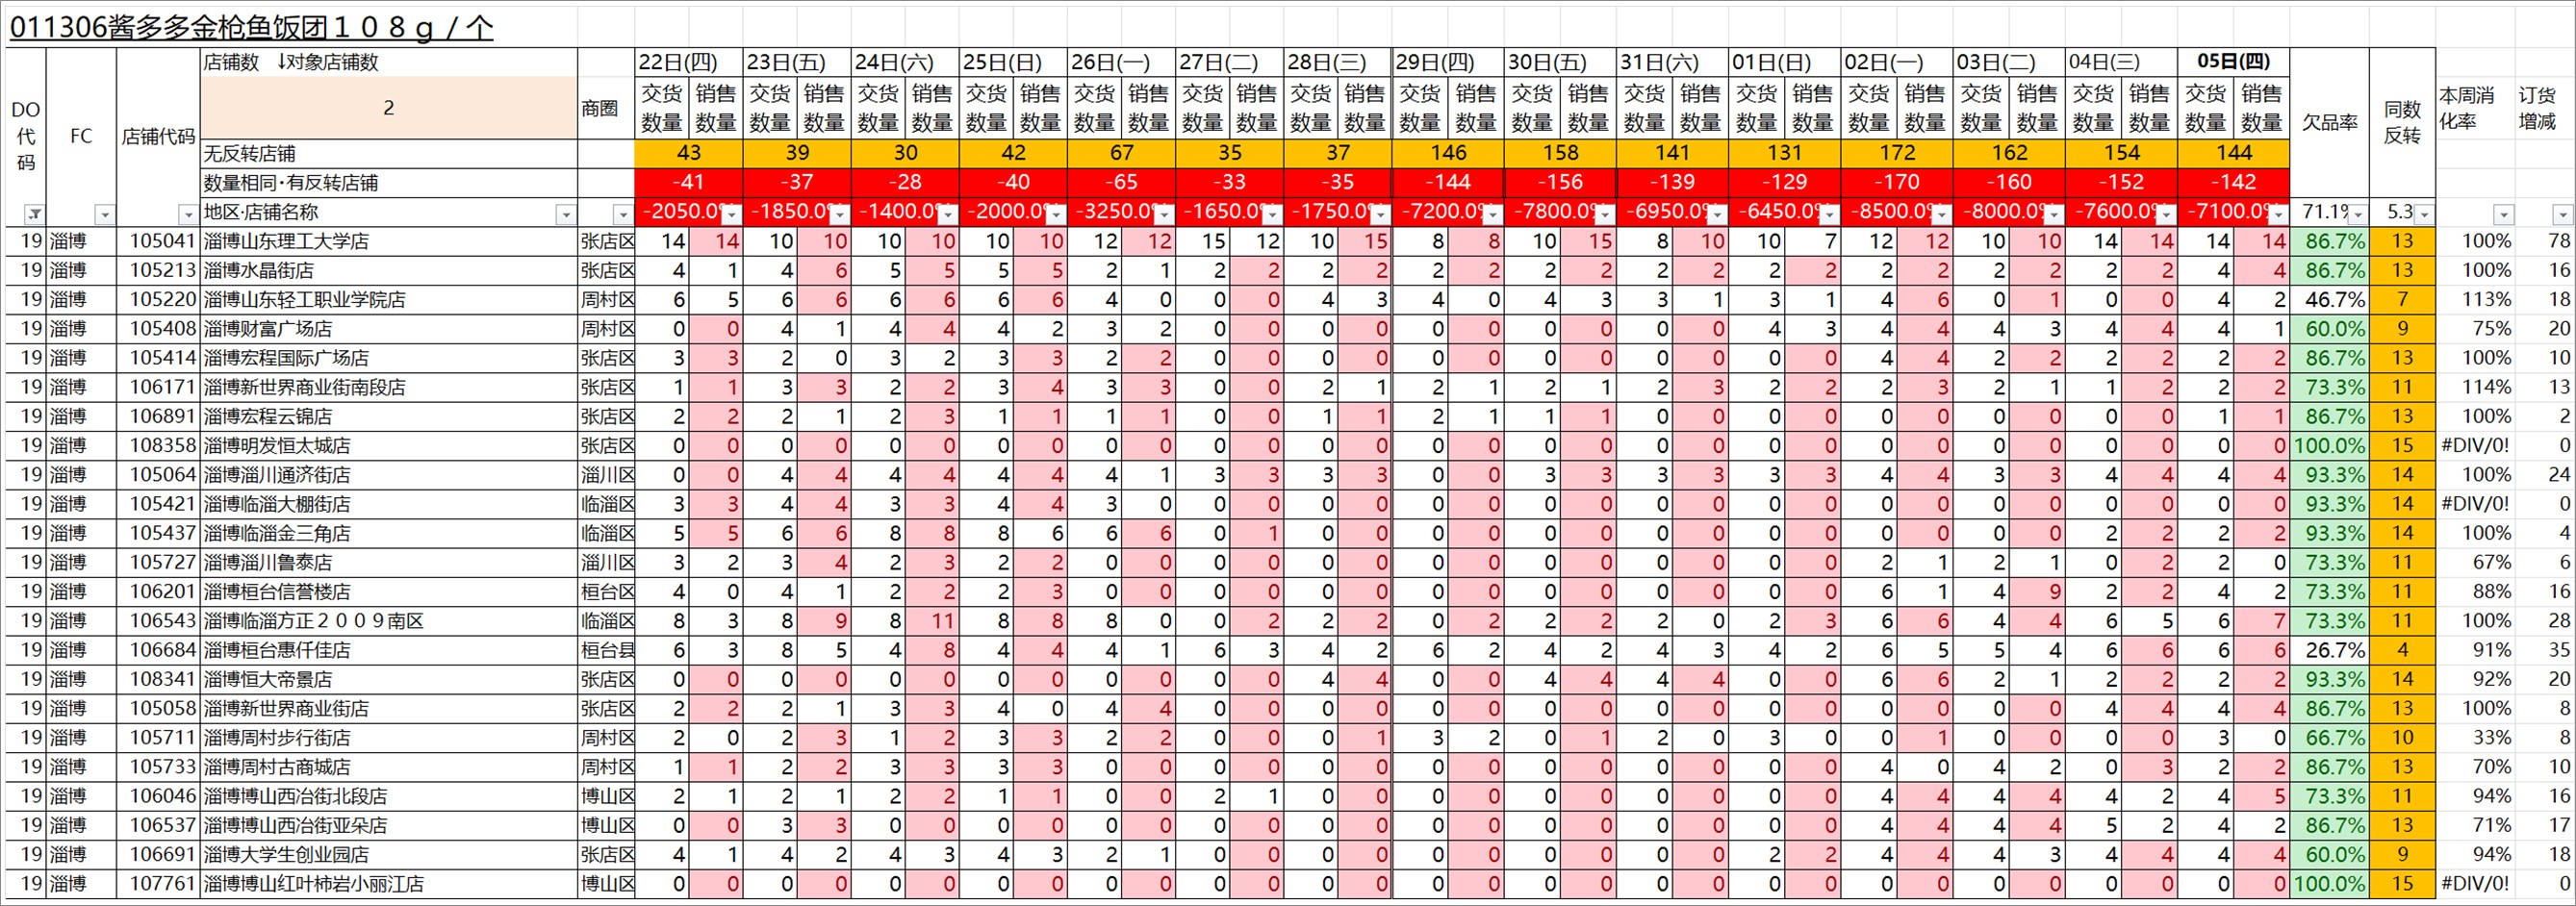 011306酱多多金枪鱼饭团１０８ｇ／个
DO代码 FC 店铺代码 店铺数 ↓对象店铺数 商圈 22日(四) 23日(五) 24日(六) 25日(日) 26日(一) 27日(二) 28日(三) 29日(四) 30日(五) 31日(六) 01日(日) 02日(一) 03日(二) 04日(三) 05日(四) 欠品率 同数反转 本周消化率 订货增减
2 交货数量 销售数量 交货数量 销售数量 交货数量 销售数量 交货数量 销售数量 交货数量 销售数量 交货数量 销售数量 交货数量 销售数量 交货数量 销售数量 交货数量 销售数量 交货数量 销售数量 交货数量 销售数量 交货数量 销售数量 交货数量 销售数量 交货数量 销售数量 交货数量 销售数量
无反转店铺 43 39 30 42 67 35 37 146 158 141 131 172 162 154 144
数量相同·有反转店铺 -41 -37 -28 -40 -65 -33 -35 -144 -156 -139 -129 -170 -160 -152 -142
地区·店铺名称 -2050.0% -1850.0% -1400.0% -2000.0% -3250.0% -1650.0% -1750.0% -7200.0% -7800.0% -6950.0% -6450.0% -8500.0% -8000.0% -7600.0% -7100.0% 71.1% 5.3
19 淄博 105041 淄博山东理工大学店 张店区 14 14 10 10 10 10 10 10 12 12 15 12 10 15 8 8 10 15 8 10 10 7 12 12 10 10 14 14 14 14 86.7% 13 100% 78
19 淄博 105213 淄博水晶街店 张店区 4 1 4 6 5 5 5 5 2 1 2 2 2 2 2 2 2 2 2 2 2 2 2 2 2 2 2 2 4 4 86.7% 13 100% 16
19 淄博 105220 淄博山东轻工职业学院店 周村区 6 5 6 6 6 6 6 6 4 0 0 0 4 3 4 0 4 3 3 1 3 1 4 6 0 1 0 0 4 2 46.7% 7 113% 18
19 淄博 105408 淄博财富广场店 周村区 0 0 4 1 4 4 4 2 3 2 0 0 0 0 0 0 0 0 0 0 4 3 4 4 4 3 4 4 4 1 60.0% 9 75% 20
19 淄博 105414 淄博宏程国际广场店 张店区 3 3 2 0 3 2 3 3 2 2 0 0 0 0 0 0 0 0 0 0 0 0 4 4 2 2 2 2 2 2 86.7% 13 100% 10
19 淄博 106171 淄博新世界商业街南段店 张店区 1 1 3 3 2 2 3 4 3 3 0 0 2 1 2 1 2 1 2 3 2 2 2 3 2 1 1 2 2 2 73.3% 11 114% 13
19 淄博 106891 淄博宏程云锦店 张店区 2 2 2 1 2 3 1 1 1 1 0 0 1 1 2 1 1 1 0 0 0 0 0 0 0 0 0 0 1 1 86.7% 13 100% 2
19 淄博 108358 淄博明发恒太城店 张店区 0 0 0 0 0 0 0 0 0 0 0 0 0 0 0 0 0 0 0 0 0 0 0 0 0 0 0 0 0 0 100.0% 15 #DIV/0! 0
19 淄博 105064 淄博淄川通济街店 淄川区 0 0 4 4 4 4 4 4 4 1 3 3 3 3 0 0 3 3 3 3 3 3 4 4 3 3 4 4 4 4 93.3% 14 100% 24
19 淄博 105421 淄博临淄大棚街店 临淄区 3 3 4 4 3 3 4 4 3 0 0 0 0 0 0 0 0 0 0 0 0 0 0 0 0 0 0 0 0 0 93.3% 14 #DIV/0! 0
19 淄博 105437 淄博临淄金三角店 临淄区 5 5 6 6 8 8 8 6 6 6 0 1 0 0 0 0 0 0 0 0 0 0 0 0 0 0 2 2 2 2 93.3% 14 100% 4
19 淄博 105727 淄博淄川鲁泰店 淄川区 3 2 3 4 2 3 2 2 0 0 0 0 0 0 0 0 0 0 0 0 0 0 2 1 2 1 0 2 2 0 73.3% 11 67% 6
19 淄博 106201 淄博桓台信誉楼店 桓台区 4 0 4 1 2 2 2 3 0 0 0 0 0 0 0 0 0 0 0 0 0 0 6 1 4 9 2 2 4 2 73.3% 11 88% 16
19 淄博 106543 淄博临淄方正２００９南区 临淄区 8 3 8 9 8 11 8 8 8 0 0 2 2 2 0 2 2 2 2 0 2 3 6 6 4 4 6 5 6 7 73.3% 11 100% 28
19 淄博 106684 淄博桓台惠仟佳店 桓台县 6 3 8 5 4 8 4 4 4 1 6 3 4 2 6 2 4 2 4 3 4 2 6 5 5 4 6 6 6 6 26.7% 4 91% 35
19 淄博 108341 淄博恒大帝景店 张店区 0 0 0 0 0 0 0 0 0 0 0 0 4 4 0 0 4 4 4 4 0 0 6 6 2 1 2 2 2 2 93.3% 14 92% 20
19 淄博 105058 淄博新世界商业街店 张店区 2 2 2 1 3 3 4 0 4 4 0 0 0 0 0 0 0 0 0 0 0 0 0 0 0 0 4 4 4 4 86.7% 13 100% 8
19 淄博 105711 淄博周村步行街店 周村区 2 0 2 3 1 2 3 3 2 2 0 0 0 1 3 2 0 1 2 0 3 0 0 1 0 0 0 0 3 0 66.7% 10 33% 8
19 淄博 105733 淄博周村古商城店 周村区 1 1 2 2 3 3 3 3 0 0 0 0 0 0 0 0 0 0 0 0 0 0 4 0 4 2 0 3 2 2 86.7% 13 70% 10
19 淄博 106046 淄博博山西冶街北段店 博山区 2 1 2 1 2 2 1 1 0 0 2 1 0 0 0 0 0 0 0 0 0 0 4 4 4 4 4 2 4 5 73.3% 11 94% 16
19 淄博 106537 淄博博山西冶街亚朵店 博山区 0 0 3 3 0 0 0 0 0 0 0 0 0 0 0 0 0 0 0 0 0 0 4 4 4 4 5 2 4 2 86.7% 13 71% 17
19 淄博 106691 淄博大学生创业园店 张店区 4 1 4 2 4 3 4 3 2 1 0 0 0 0 0 0 0 0 0 0 2 2 4 4 4 3 4 4 4 4 60.0% 9 94% 18
19 淄博 107761 淄博博山红叶柿岩小丽江店 博山区 0 0 0 0 0 0 0 0 0 0 0 0 0 0 0 0 0 0 0 0 0 0 0 0 0 0 0 0 0 0 100.0% 15 #DIV/0! 0